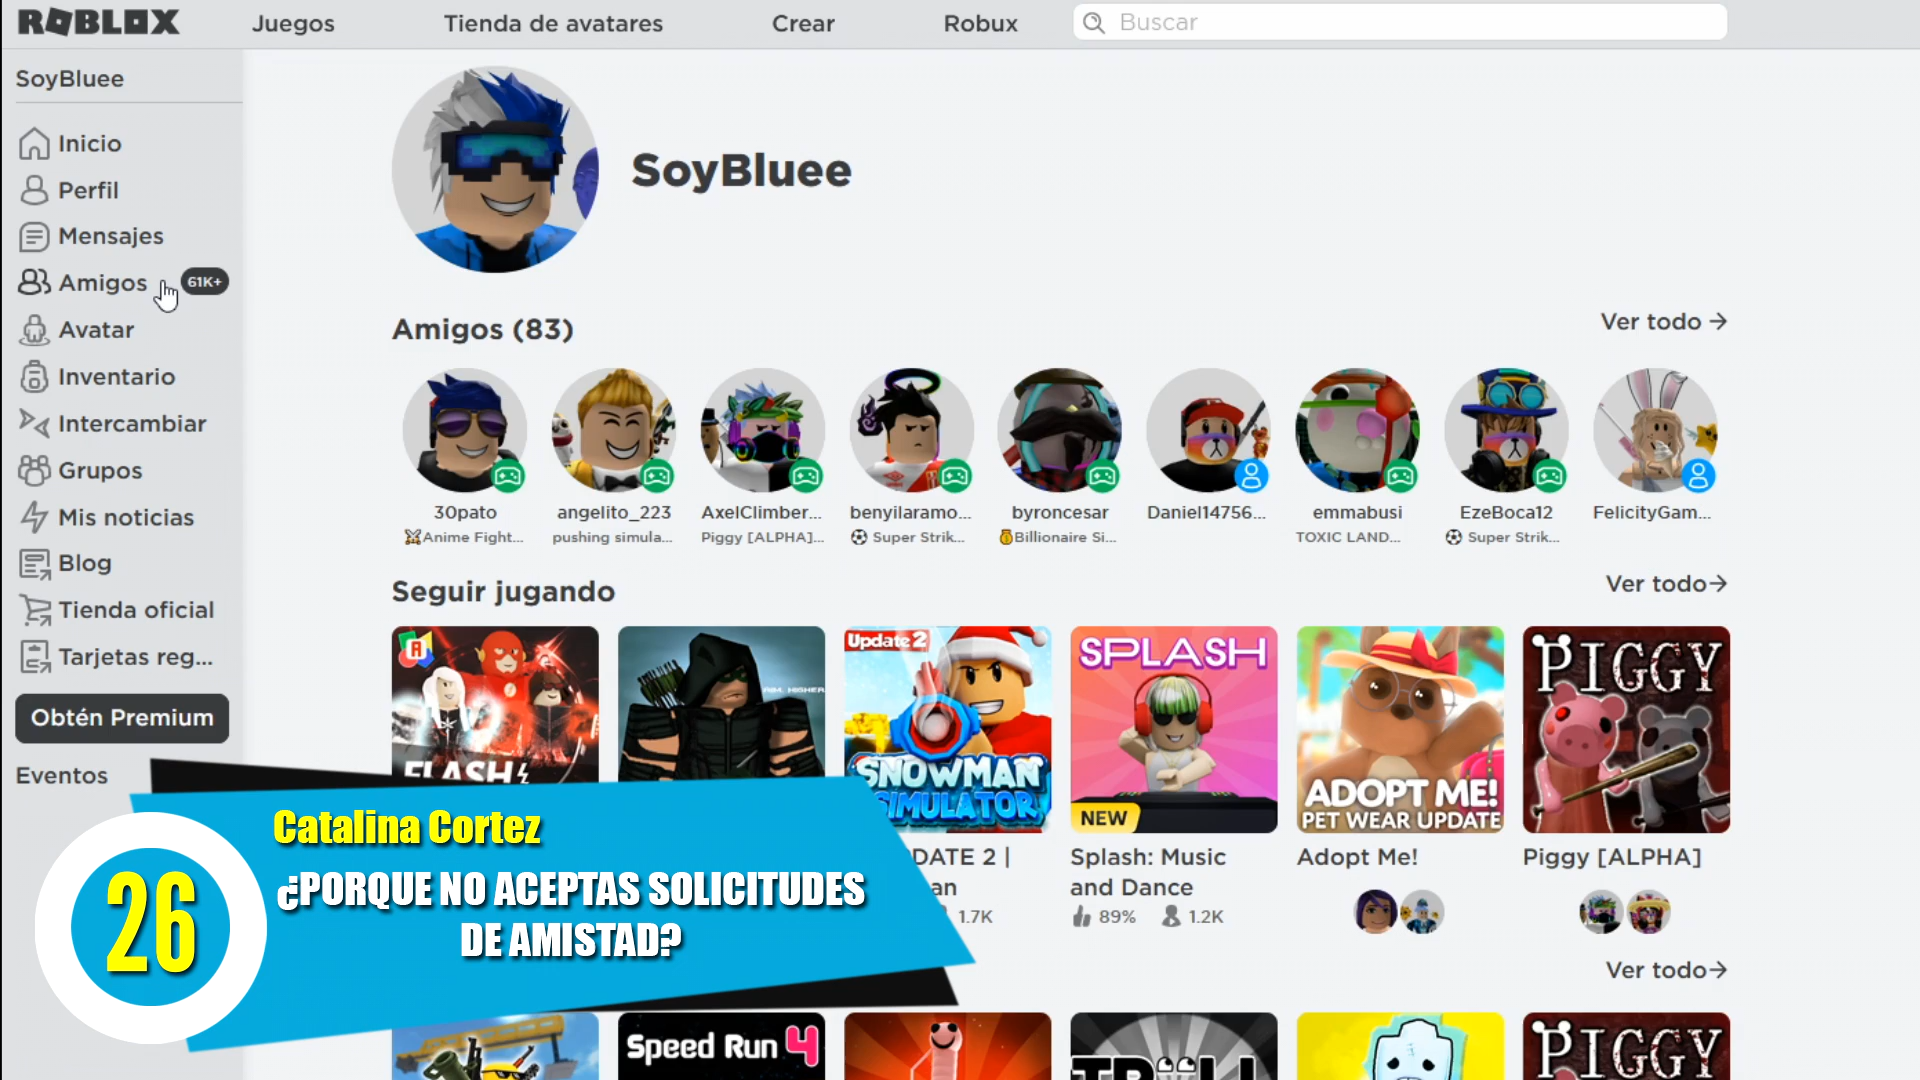 ROBLOX
Juegos
Tienda de avatares
Crear
Robux
Buscar
SoyBluee
Inicio
Perfil
Mensajes
Amigos
61K+
Avatar
Inventario
Intercambiar
Grupos
Mis noticias
Blog
Tienda oficial
Tarjetas reg...
Obtén Premium
Eventos
SoyBluee
Amigos (83)
Ver todo
30pato
angelito_223
AxelClimber...
benyilaramo...
byroncesar
Daniel14756...
emmabusi
EzeBoca12
FelicityGam...
Anime Fight...
pushing simula...
Piggy [ALPHA]...
Super Strik...
Billionaire Si...
TOXIC LAND...
Super Strik...
Seguir jugando
Ver todo
FLASH
AIM. HIGHER
Update 2
SNOWMAN
SIMULATOR
SPLASH
NEW
ADOPT ME!
PET WEAR UPDATE
PIGGY
DATE 2 |
an
1.7K
Splash: Music
and Dance
89%
1.2K
Adopt Me!
Piggy [ALPHA]
26
Catalina Cortez
¿PORQUE NO ACEPTAS SOLICITUDES
DE AMISTAD?
Ver todo
Speed Run 4
PIGGY